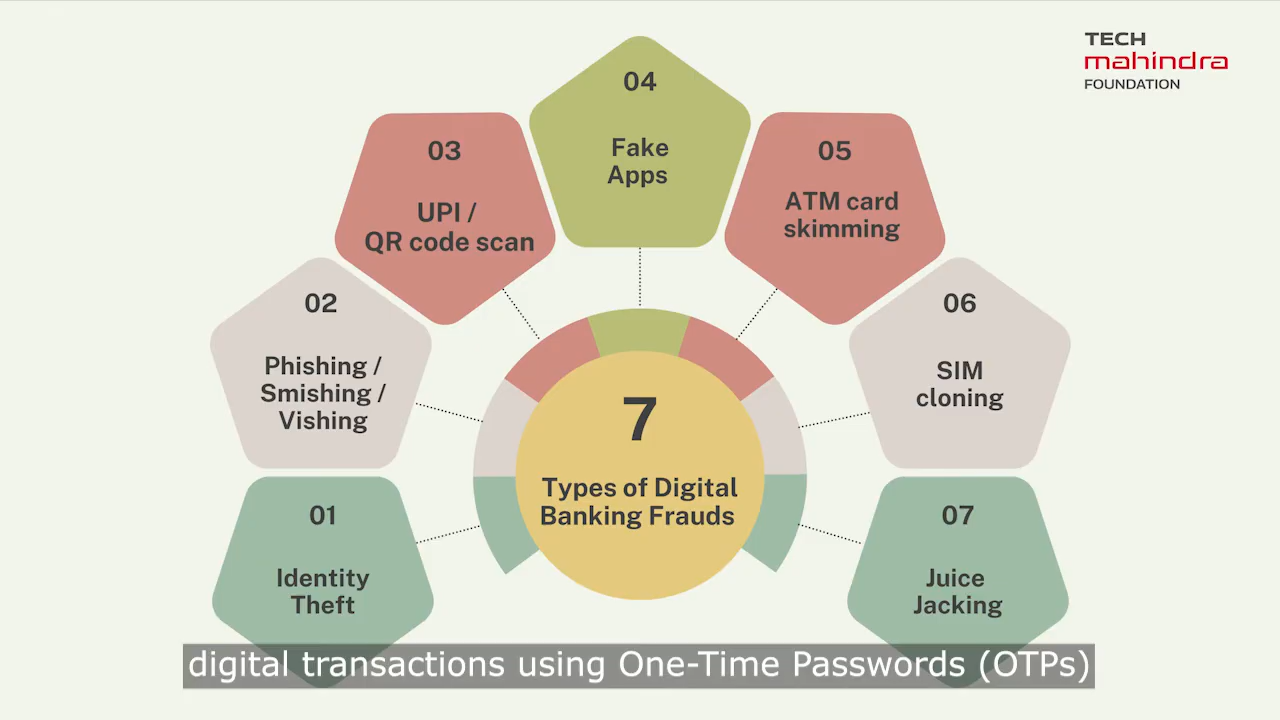 TECH
mahindra
FOUNDATION
04
Fake
Apps
03
UPI /
QR code scan
05
ATM card
skimming
02
Phishing /
Smishing /
Vishing
06
SIM
cloning
7
Types of Digital
Banking Frauds
01
Identity
Theft
07
Juice
Jacking
digital transactions using One-Time Passwords (OTPs)